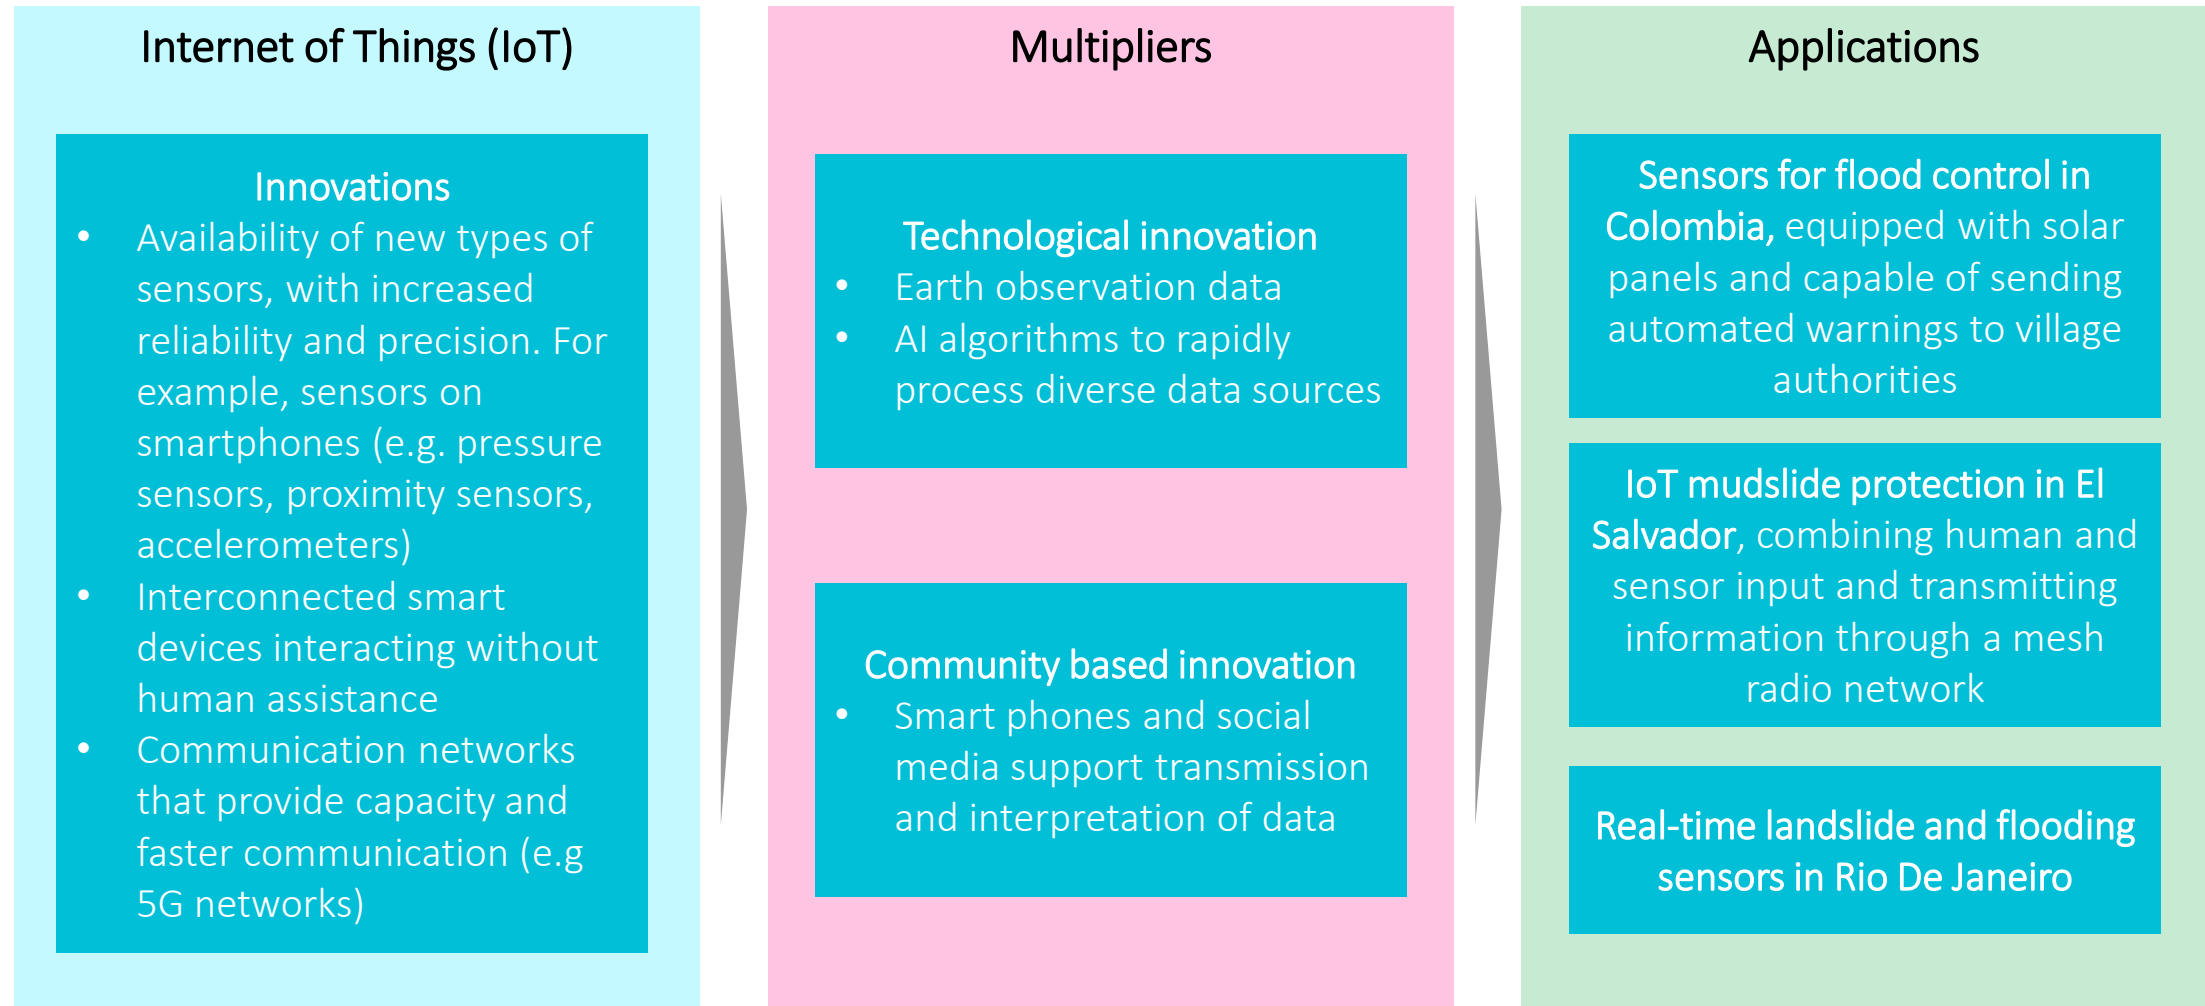 Internet of Things (IoT)
Innovations
• Availability of new types of
sensors, with increased
reliability and precision. For
example, sensors on
smartphones (e.g. pressure
sensors, proximity sensors,
accelerometers)
• Interconnected smart
devices interacting without
human assistance
• Communication networks
that provide capacity and
faster communication (e.g
5G networks)
Multipliers
Technological innovation
• Earth observation data
• AI algorithms to rapidly
process diverse data sources
Community based innovation
• Smart phones and social
media support transmission
and interpretation of data
Applications
Sensors for flood control in
Colombia, equipped with solar
panels and capable of sending
automated warnings to village
authorities
IoT mudslide protection in El
Salvador, combining human and
sensor input and transmitting
information through a mesh
radio network
Real-time landslide and flooding
sensors in Rio De Janeiro